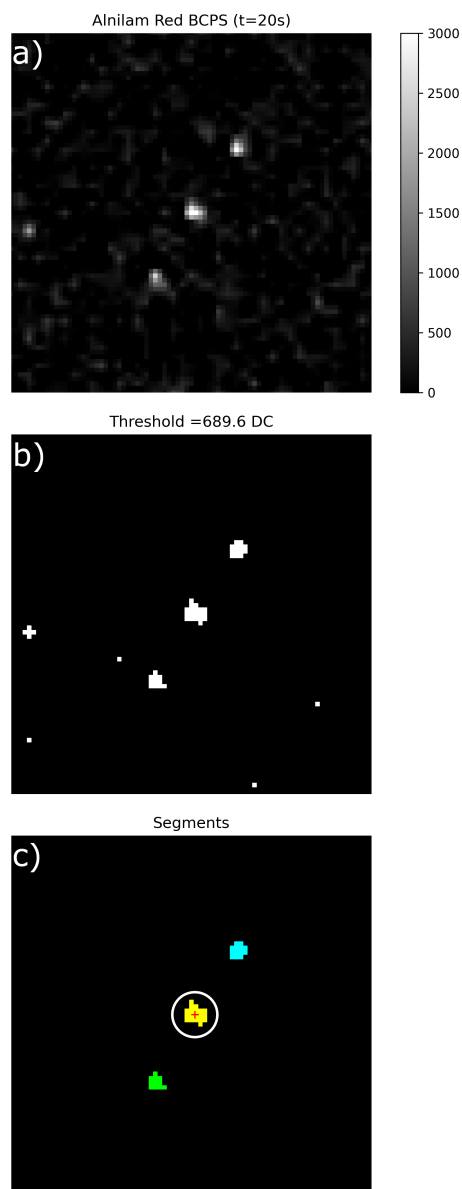 Alnilam Red BCPS (t=20s)
a)
3000
2500
2000
1500
1000
500
0
Threshold =689.6 DC
b)
Segments
c)